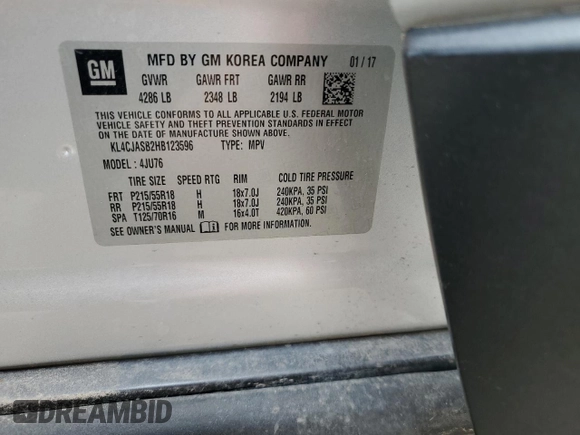 GM
MFD BY GM KOREA COMPANY 01/17
GVWR GAWR FRT GAWR RR
4286 LB 2348 LB 2194 LB
THIS VEHICLE CONFORMS TO ALL APPLICABLE U.S. FEDERAL MOTOR
VEHICLE SAFETY AND THEFT PREVENTION STANDARDS IN EFFECT
ON THE DATE OF MANUFACTURE SHOWN ABOVE.
KL4CJASB2HB123596 TYPE: MPV
MODEL: 4JU76
TIRE SIZE SPEED RTG RIM COLD TIRE PRESSURE
FRT P215/55R18 H 18x7.0J 240KPA, 35 PSI
RR P215/55R18 H 18x7.0J 240KPA, 35 PSI
SPA T125/70R16 M 16x4.0T 420KPA, 60 PSI
SEE OWNER'S MANUAL FOR MORE INFORMATION
DREAMBID